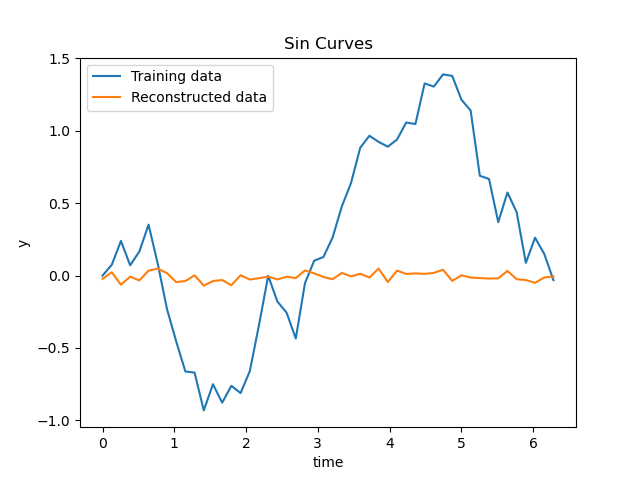 Sin Curves
Training data
Reconstructed data
1.5
1.0
0.5
0.0
−0.5
−1.0
y
0 1 2 3 4 5 6
time